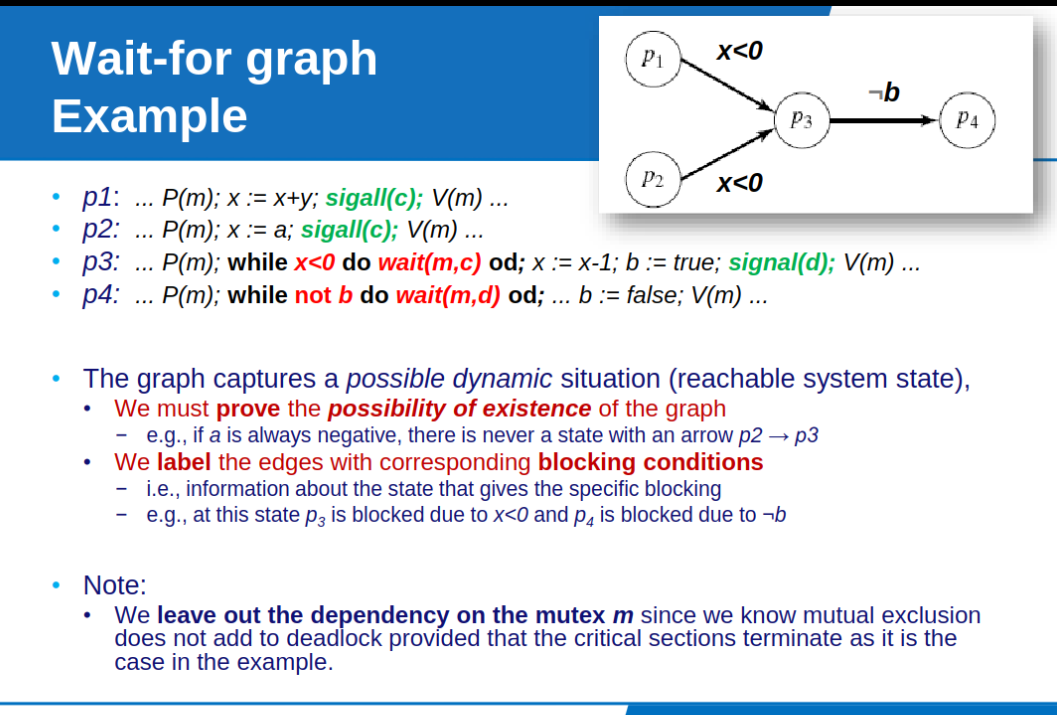 Wait-for graph
Example
p1
x<0
p3
¬b
p4
p2
x<0
• p1: ... P(m); x := x+y; sigall(c); V(m) ...
• p2: ... P(m); x := a; sigall(c); V(m) ...
• p3: ... P(m); while x<0 do wait(m,c) od; x := x-1; b := true; signal(d); V(m) ...
• p4: ... P(m); while not b do wait(m,d) od; ... b := false; V(m) ...
• The graph captures a possible dynamic situation (reachable system state),
• We must prove the possibility of existence of the graph
– e.g., if a is always negative, there is never a state with an arrow p2 → p3
• We label the edges with corresponding blocking conditions
– i.e., information about the state that gives the specific blocking
– e.g., at this state p3 is blocked due to x<0 and p4 is blocked due to ¬b
• Note:
• We leave out the dependency on the mutex m since we know mutual exclusion
does not add to deadlock provided that the critical sections terminate as it is the
case in the example.